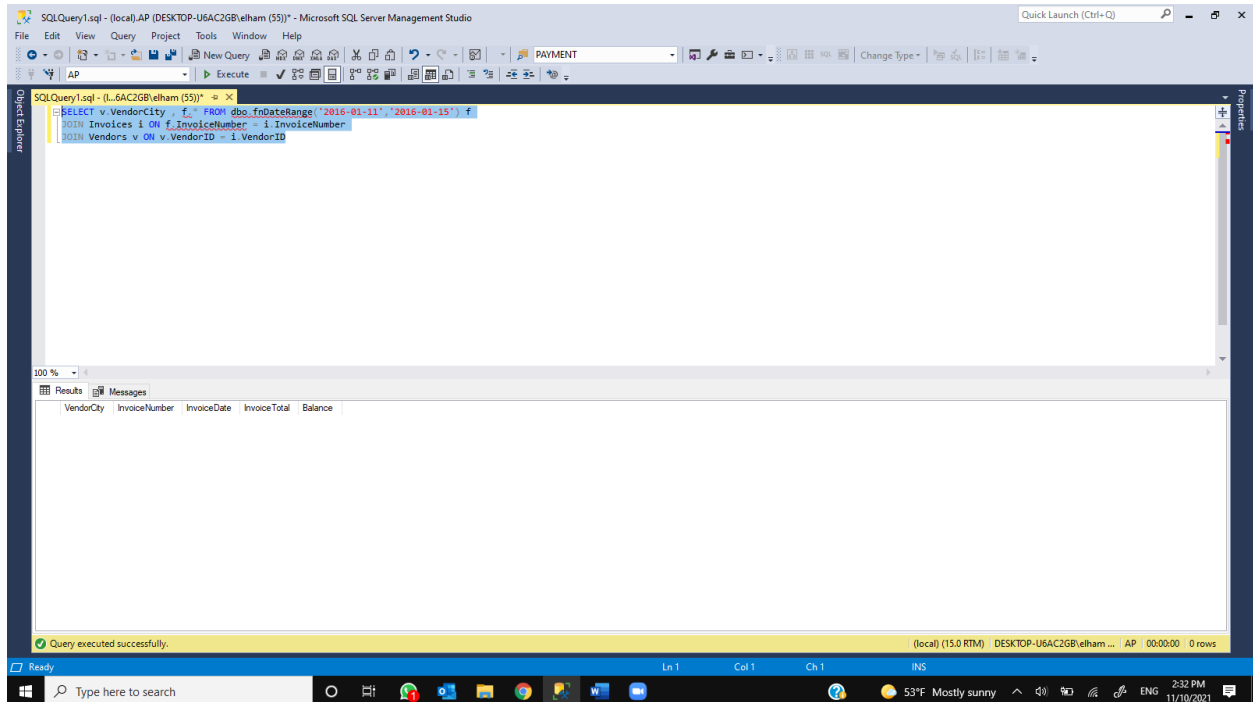 SQLQuery1.sql - (local).AP (DESKTOP-U6AC2GB\elham (55))* - Microsoft SQL Server Management Studio
Quick Launch (Ctrl+Q)
File Edit View Query Project Tools Window Help
New Query PAYMENT Change Type
AP Execute
Object Explorer
SQLQuery1.sql - (l...6AC2GB\elham (55))*
Properties
SELECT v.VendorCity , f.* FROM dbo.fnDateRange('2016-01-11','2016-01-15') f
JOIN Invoices i ON f.InvoiceNumber = i.InvoiceNumber
JOIN Vendors v ON v.VendorID = i.VendorID
100 %
Results Messages
VendorCity InvoiceNumber InvoiceDate InvoiceTotal Balance
Query executed successfully.
(local) (15.0 RTM) DESKTOP-U6AC2GB\elham ... AP 00:00:00 0 rows
Ready Ln 1 Col 1 Ch 1 INS
Type here to search
53°F Mostly sunny ENG 2:32 PM
11/10/2021